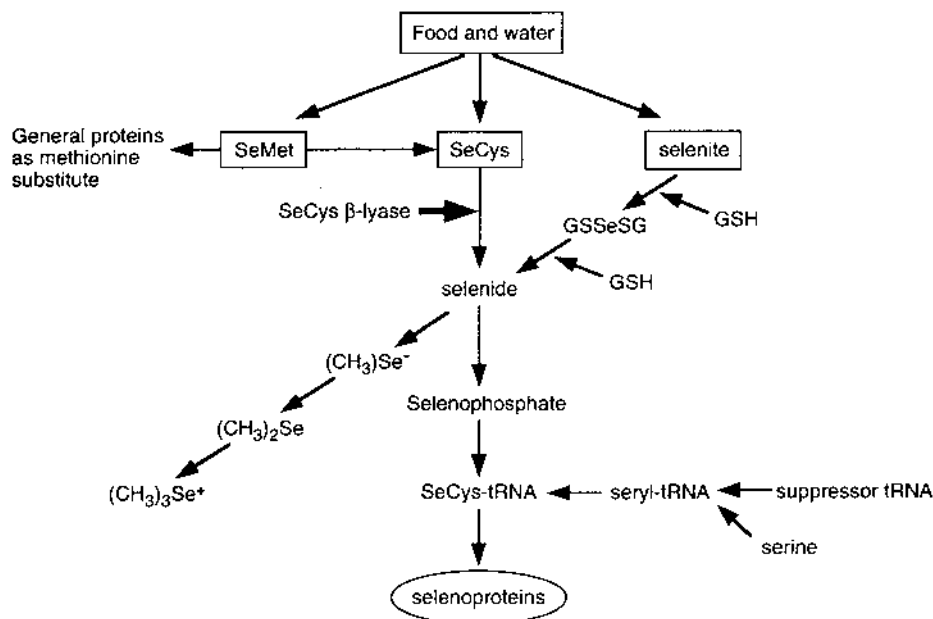 Food and water
General proteins
as methionine
substitute
SeMet
SeCys
selenite
SeCys β-lyase
GSSeSG
GSH
selenide
GSH
(CH₃)Se⁻
Selenophosphate
(CH₃)₂Se
(CH₃)₃Se⁺
SeCys-tRNA
seryl-tRNA
suppressor tRNA
serine
selenoproteins